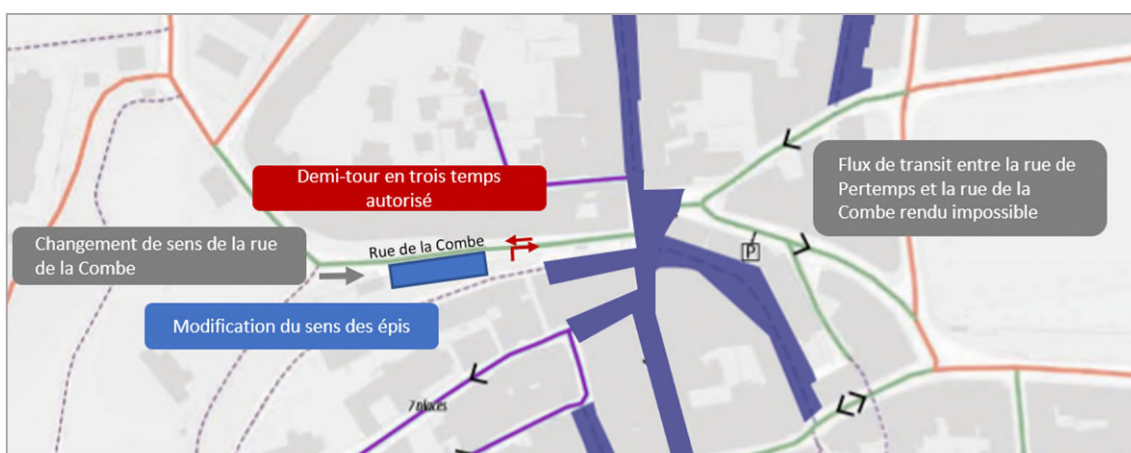 Demi-tour en trois temps
autorisé
Flux de transit entre la rue de
Pertemps et la rue de la
Combe rendu impossible
Changement de sens de la rue
de la Combe
Rue de la Combe
P
Modification du sens des épis
7 places